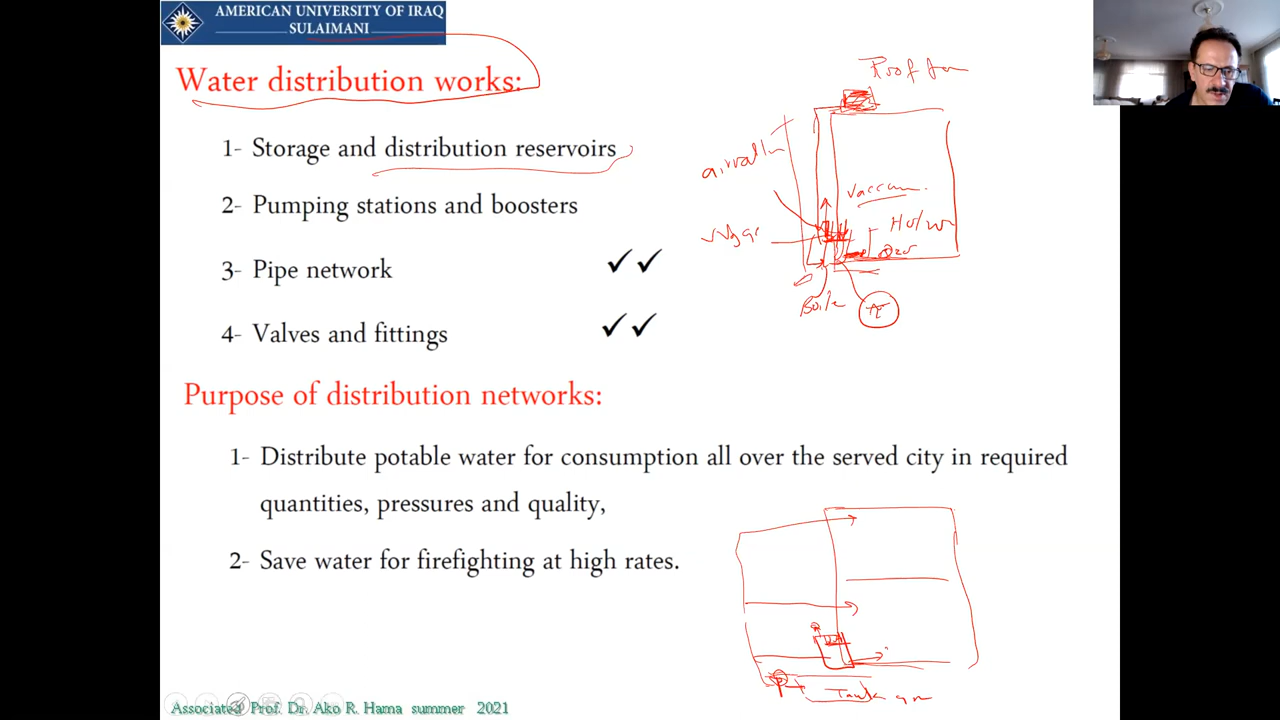 AMERICAN UNIVERSITY OF IRAQ
SULAIMANI
Water distribution works:
1- Storage and distribution reservoirs
2- Pumping stations and boosters
3- Pipe network
4- Valves and fittings
Purpose of distribution networks:
1- Distribute potable water for consumption all over the served city in required
quantities, pressures and quality,
2- Save water for firefighting at high rates.
Roof
Vaccum
Associated Prof. Dr. Ako R. Hama summer 2021